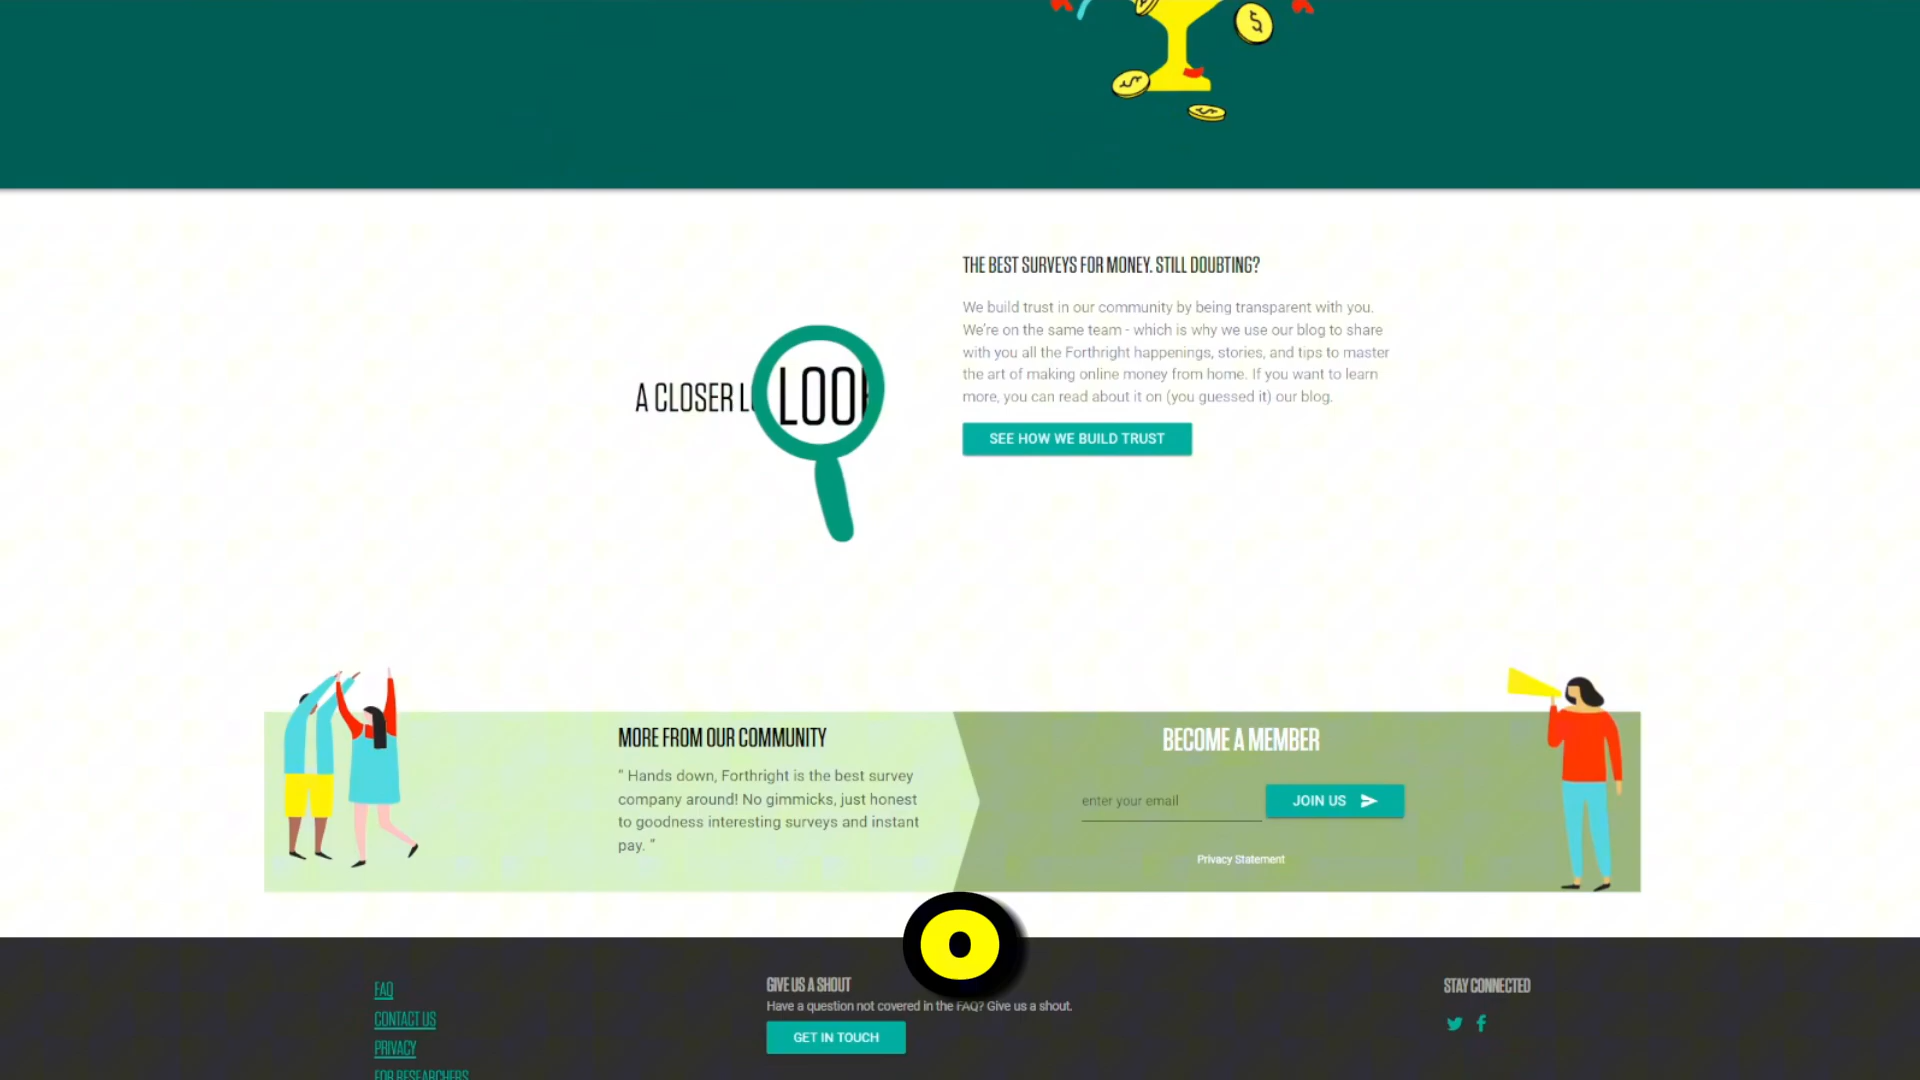 THE BEST SURVEYS FOR MONEY. STILL DOUBTING?
We build trust in our community by being transparent with you.
We're on the same team - which is why we use our blog to share
with you all the Forthright happenings, stories, and tips to master
the art of making online money from home. If you want to learn
more, you can read about it on (you guessed it) our blog.
SEE HOW WE BUILD TRUST
A CLOSER LOO
MORE FROM OUR COMMUNITY
" Hands down, Forthright is the best survey
company around! No gimmicks, just honest
to goodness interesting surveys and instant
pay. "
BECOME A MEMBER
enter your email
JOIN US
Privacy Statement
O
FAQ
CONTACT US
PRIVACY
FOR RESEARCHERS
GIVE US A SHOUT
Have a question not covered in the FAQ? Give us a shout.
GET IN TOUCH
STAY CONNECTED